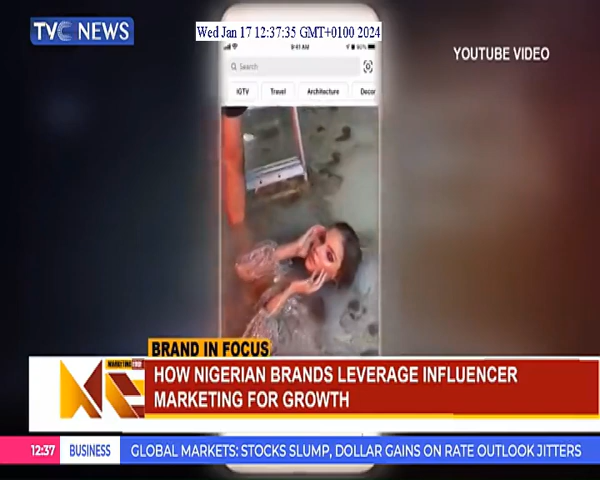 TVC NEWS
Wed Jan 17 12:37:35 GMT+0100 2024
9:41 AM
90%
YOUTUBE VIDEO
Search
IGTV
Travel
Architecture
Decor
BRAND IN FOCUS
HOW NIGERIAN BRANDS LEVERAGE INFLUENCER
MARKETING FOR GROWTH
12:37 BUSINESS GLOBAL MARKETS: STOCKS SLUMP, DOLLAR GAINS ON RATE OUTLOOK JITTERS